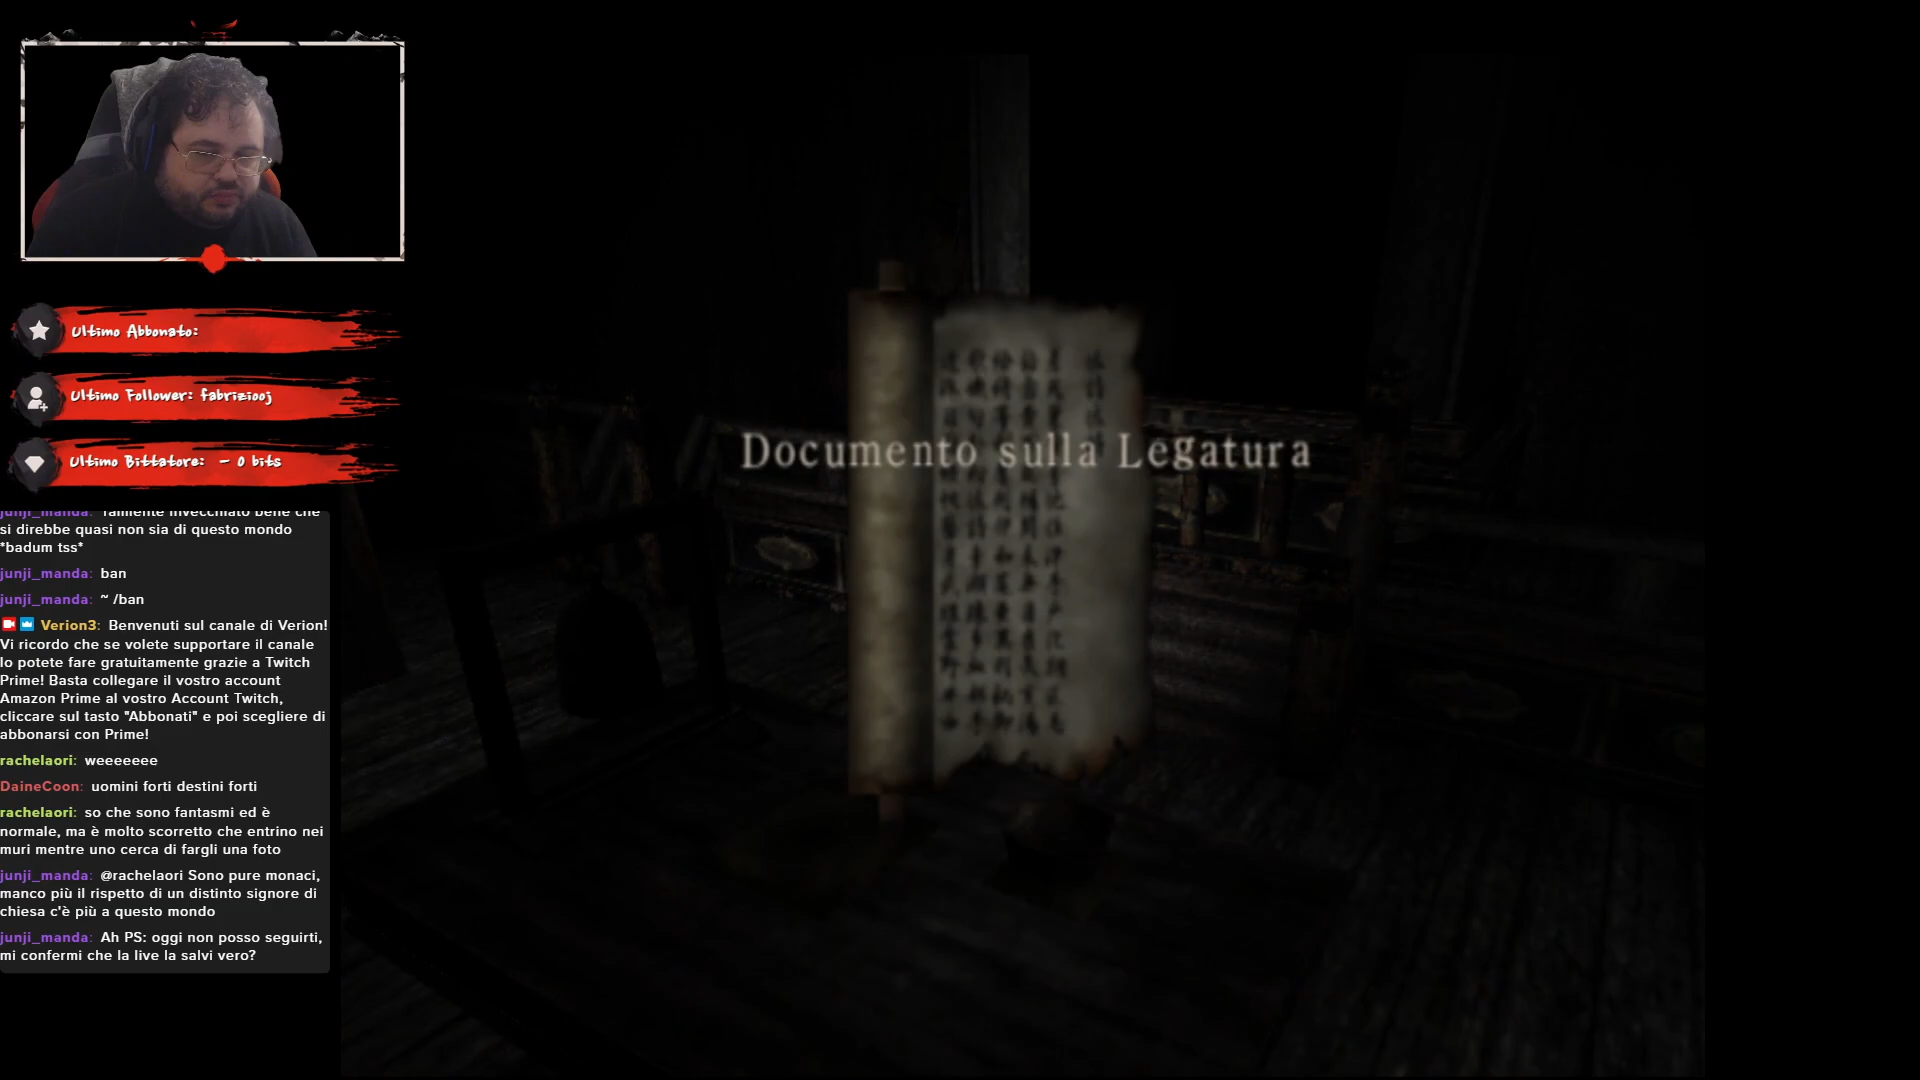 Ultimo Abbonato:
Ultimo Follower: fabriziooj
Ultimo Bittatore: - 0 bits
junji_manda: Talmente invecchiato bene che
si direbbe quasi non sia di questo mondo
*badum tss*
junji_manda: ban
junji_manda: ~ /ban
Verion3: Benvenuti sul canale di Verion!
Vi ricordo che se volete supportare il canale
lo potete fare gratuitamente grazie a Twitch
Prime! Basta collegare il vostro account
Amazon Prime al vostro Account Twitch,
cliccare sul tasto "Abbonati" e poi scegliere di
abbonarsi con Prime!
rachelaori: weeeeeee
DaineCoon: uomini forti destini forti
rachelaori: so che sono fantasmi ed è
normale, ma è molto scorretto che entrino nei
muri mentre uno cerca di fargli una foto
junji_manda: @rachelaori Sono pure monaci,
manco più il rispetto di un distinto signore di
chiesa c'è più a questo mondo
junji_manda: Ah PS: oggi non posso seguirti,
mi confermi che la live la salvi vero?
Documento sulla Legatura